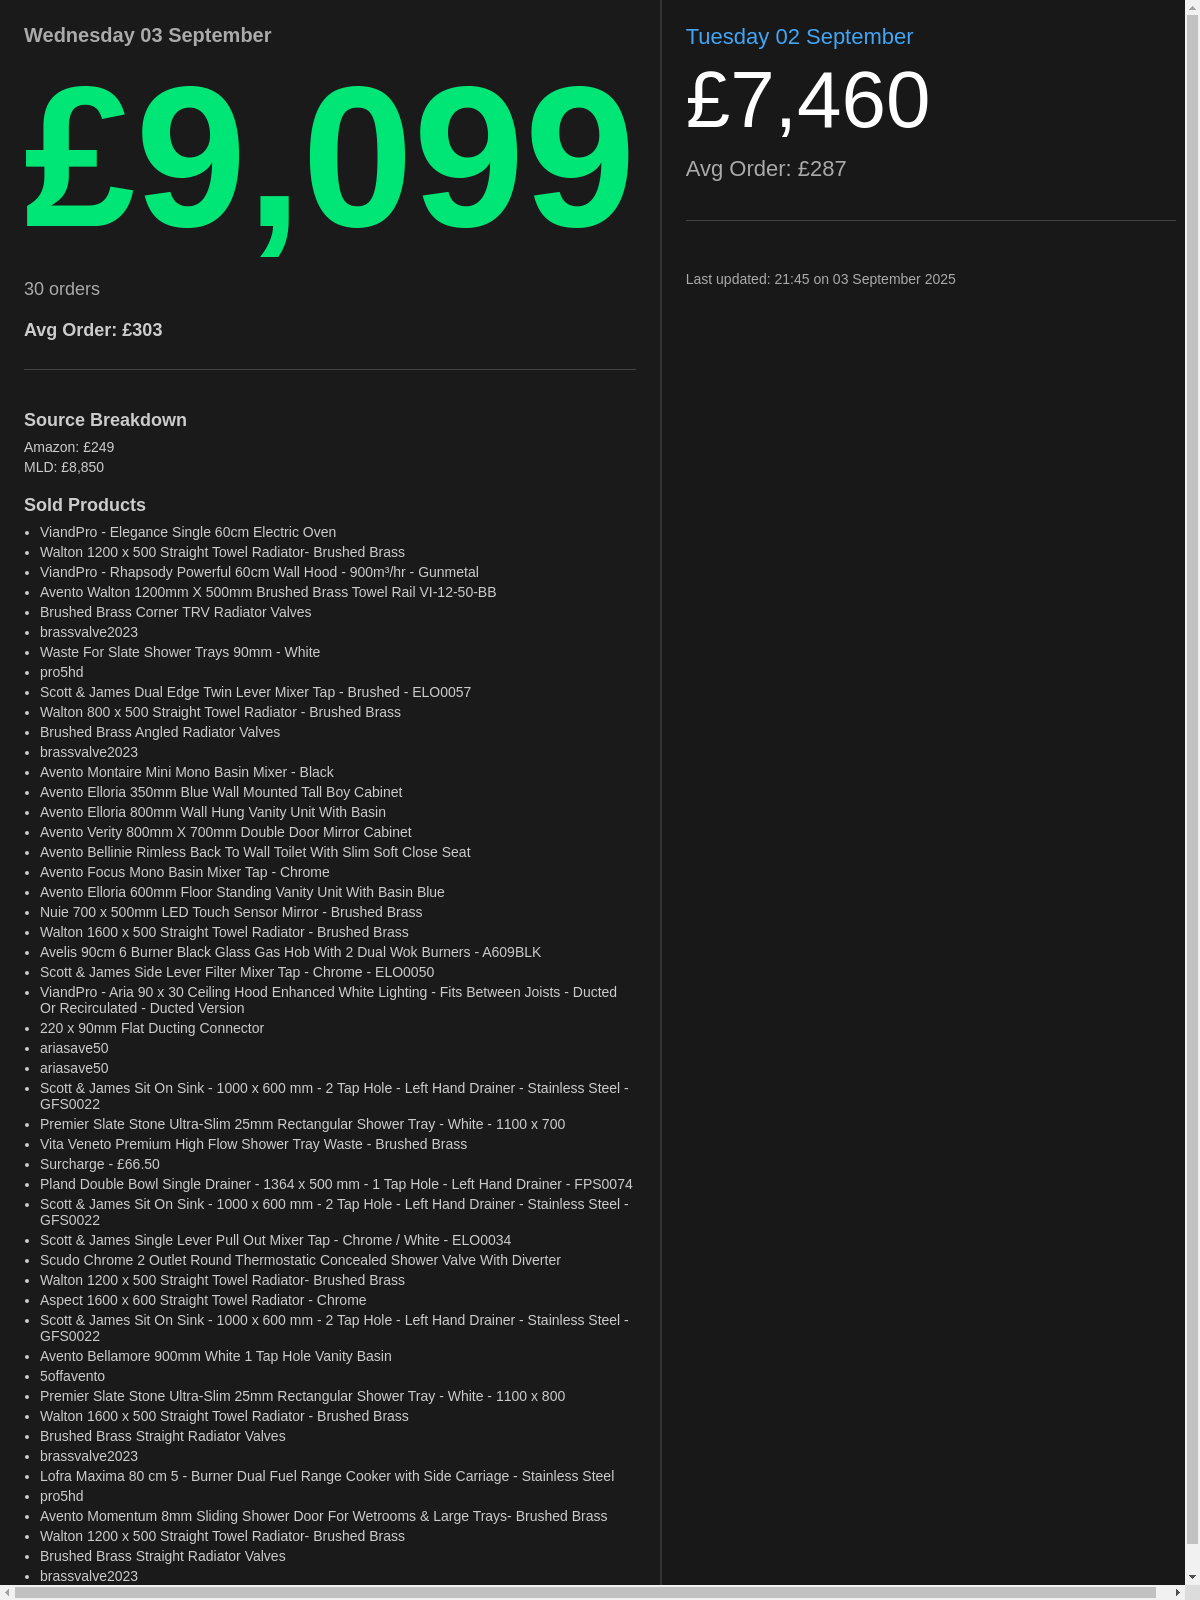 Wednesday 03 September
£9,099
30 orders
Avg Order: £303
Source Breakdown
Amazon: £249
MLD: £8,850
Sold Products
ViandPro - Elegance Single 60cm Electric Oven
Walton 1200 x 500 Straight Towel Radiator- Brushed Brass
ViandPro - Rhapsody Powerful 60cm Wall Hood - 900m³/hr - Gunmetal
Avento Walton 1200mm X 500mm Brushed Brass Towel Rail VI-12-50-BB
Brushed Brass Corner TRV Radiator Valves
brassvalve2023
Waste For Slate Shower Trays 90mm - White
pro5hd
Scott & James Dual Edge Twin Lever Mixer Tap - Brushed - ELO0057
Walton 800 x 500 Straight Towel Radiator - Brushed Brass
Brushed Brass Angled Radiator Valves
brassvalve2023
Avento Montaire Mini Mono Basin Mixer - Black
Avento Elloria 350mm Blue Wall Mounted Tall Boy Cabinet
Avento Elloria 800mm Wall Hung Vanity Unit With Basin
Avento Verity 800mm X 700mm Double Door Mirror Cabinet
Avento Bellinie Rimless Back To Wall Toilet With Slim Soft Close Seat
Avento Focus Mono Basin Mixer Tap - Chrome
Avento Elloria 600mm Floor Standing Vanity Unit With Basin Blue
Nuie 700 x 500mm LED Touch Sensor Mirror - Brushed Brass
Walton 1600 x 500 Straight Towel Radiator - Brushed Brass
Avelis 90cm 6 Burner Black Glass Gas Hob With 2 Dual Wok Burners - A609BLK
Scott & James Side Lever Filter Mixer Tap - Chrome - ELO0050
ViandPro - Aria 90 x 30 Ceiling Hood Enhanced White Lighting - Fits Between Joists - Ducted
Or Recirculated - Ducted Version
220 x 90mm Flat Ducting Connector
ariasave50
ariasave50
Scott & James Sit On Sink - 1000 x 600 mm - 2 Tap Hole - Left Hand Drainer - Stainless Steel -
GFS0022
Premier Slate Stone Ultra-Slim 25mm Rectangular Shower Tray - White - 1100 x 700
Vita Veneto Premium High Flow Shower Tray Waste - Brushed Brass
Surcharge - £66.50
Pland Double Bowl Single Drainer - 1364 x 500 mm - 1 Tap Hole - Left Hand Drainer - FPS0074
Scott & James Sit On Sink - 1000 x 600 mm - 2 Tap Hole - Left Hand Drainer - Stainless Steel -
GFS0022
Scott & James Single Lever Pull Out Mixer Tap - Chrome / White - ELO0034
Scudo Chrome 2 Outlet Round Thermostatic Concealed Shower Valve With Diverter
Walton 1200 x 500 Straight Towel Radiator- Brushed Brass
Aspect 1600 x 600 Straight Towel Radiator - Chrome
Scott & James Sit On Sink - 1000 x 600 mm - 2 Tap Hole - Left Hand Drainer - Stainless Steel -
GFS0022
Avento Bellamore 900mm White 1 Tap Hole Vanity Basin
5offavento
Premier Slate Stone Ultra-Slim 25mm Rectangular Shower Tray - White - 1100 x 800
Walton 1600 x 500 Straight Towel Radiator - Brushed Brass
Brushed Brass Straight Radiator Valves
brassvalve2023
Lofra Maxima 80 cm 5 - Burner Dual Fuel Range Cooker with Side Carriage - Stainless Steel
pro5hd
Avento Momentum 8mm Sliding Shower Door For Wetrooms & Large Trays- Brushed Brass
Walton 1200 x 500 Straight Towel Radiator- Brushed Brass
Brushed Brass Straight Radiator Valves
brassvalve2023
Tuesday 02 September
£7,460
Avg Order: £287
Last updated: 21:45 on 03 September 2025